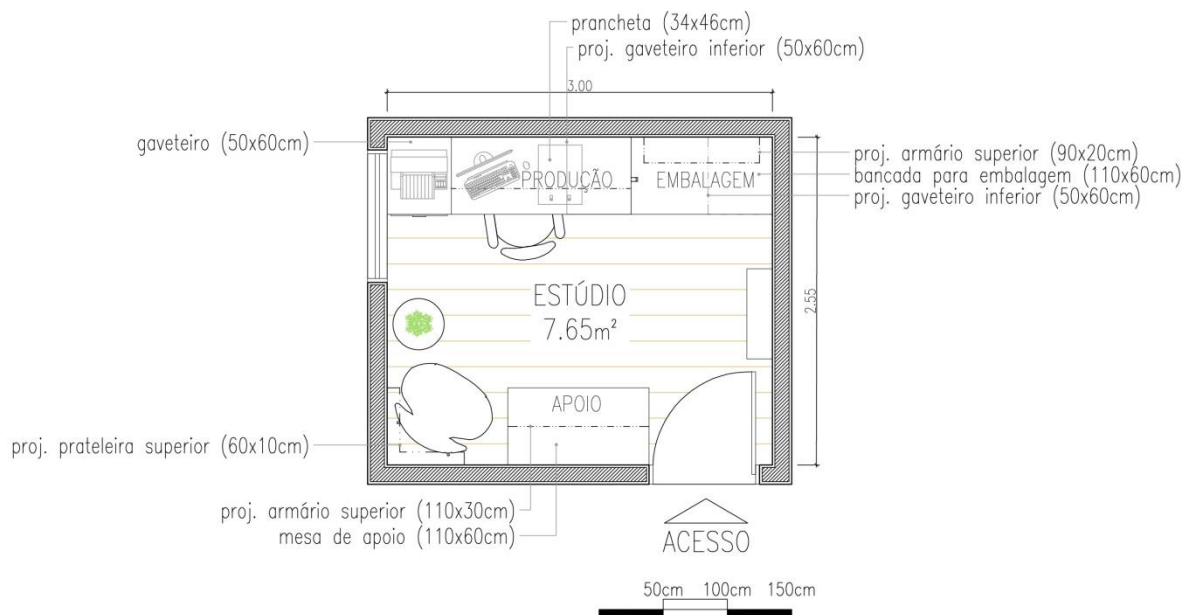 prancheta (34x46cm)
proj. gaveteiro inferior (50x60cm)
3.00
gaveteiro (50x60cm)
proj. armário superior (90x20cm)
bancada para embalagem (110x60cm)
proj. gaveteiro inferior (50x60cm)
PRODUÇÃO
EMBALAGEM
ESTÚDIO
7.65m²
2.55
APOIO
proj. prateleira superior (60x10cm)
proj. armário superior (110x30cm)
mesa de apoio (110x60cm)
ACESSO
50cm 100cm 150cm